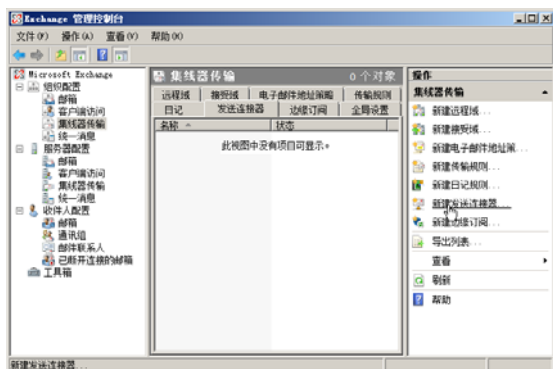 Exchange 管理控制台
文件(F) 操作(A) 查看(V) 帮助(H)
Microsoft Exchange
组织配置
邮箱
客户端访问
集线器传输
统一消息
服务器配置
邮箱
客户端访问
集线器传输
统一消息
收件人配置
邮箱
通讯组
邮件联系人
已断开连接的邮箱
工具箱
集线器传输 0 个对象
远程域 接受域 电子邮件地址策略 传输规则
日记 发送连接器 边缘订阅 全局设置
名称 状态
此视图中没有项目可显示。
操作
集线器传输
新建远程域...
新建接受域...
新建电子邮件地址策...
新建传输规则...
新建日记规则...
新建发送连接器...
新建边缘订阅...
导出列表...
查看
刷新
帮助
新建发送连接器...